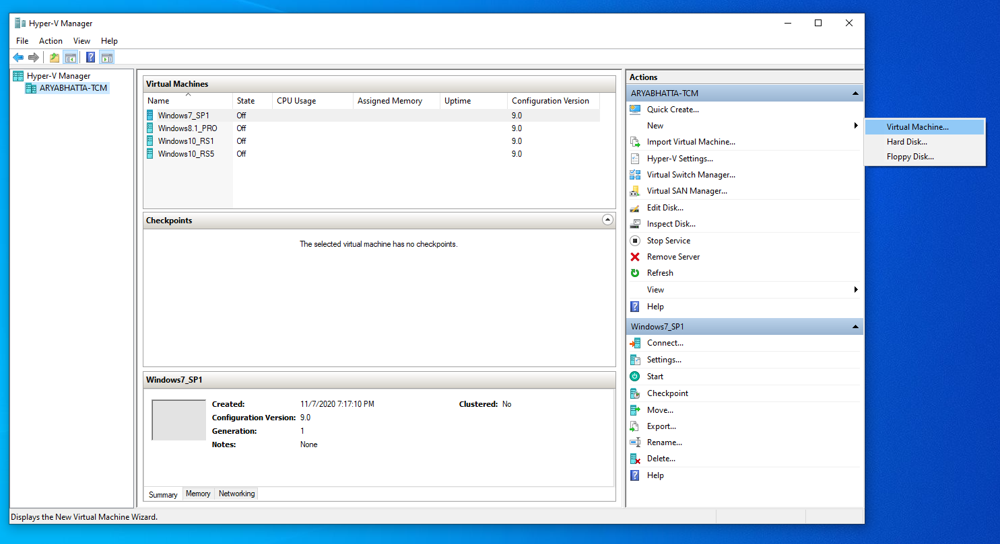 Hyper-V Manager
File Action View Help
Hyper-V Manager
ARYABHATTA-TCM
Virtual Machines
Name State CPU Usage Assigned Memory Uptime Configuration Version
Windows7_SP1 Off 9.0
Windows8.1_PRO Off 9.0
Windows10_RS1 Off 9.0
Windows10_RS5 Off 9.0
Checkpoints
The selected virtual machine has no checkpoints.
Windows7_SP1
Created: 11/7/2020 7:17:10 PM Clustered: No
Configuration Version: 9.0
Generation: 1
Notes: None
Summary Memory Networking
Actions
ARYABHATTA-TCM
Quick Create...
New
Import Virtual Machine...
Hyper-V Settings...
Virtual Switch Manager...
Virtual SAN Manager...
Edit Disk...
Inspect Disk...
Stop Service
Remove Server
Refresh
View
Help
Windows7_SP1
Connect...
Settings...
Start
Checkpoint
Move...
Export...
Rename...
Delete...
Help
Virtual Machine...
Hard Disk...
Floppy Disk...
Displays the New Virtual Machine Wizard.